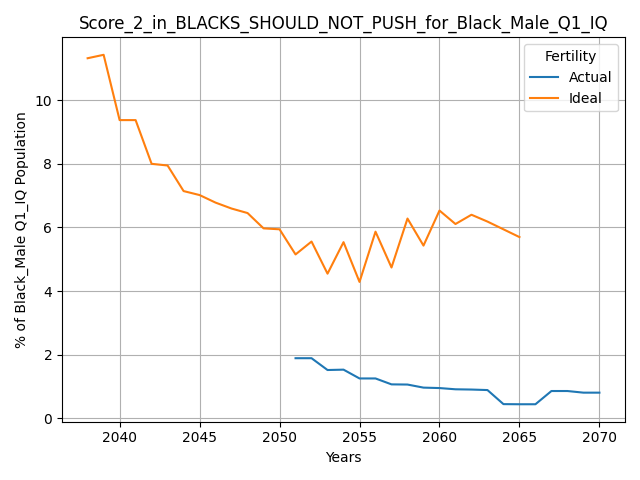 Score_2_in_BLACKS_SHOULD_NOT_PUSH_for_Black_Male_Q1_IQ
Fertility
Actual
Ideal
% of Black_Male Q1_IQ Population
10
8
6
4
2
0
2040 2045 2050 2055 2060 2065 2070
Years